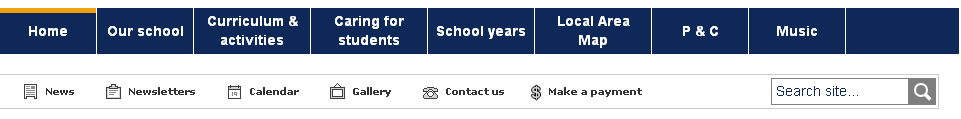 Home
Our school
Curriculum &
activities
Caring for
students
School years
Local Area
Map
P & C
Music
News
Newsletters
Calendar
Gallery
Contact us
Make a payment
Search site...